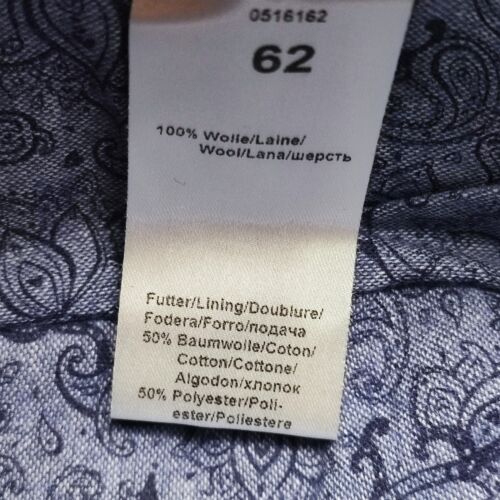 0516162
62
100% Wolle/Laine/
Wool/Lana/шерсть
Futter/Lining/Doublure/
Fodera/Forro/подача
50% Baumwolle/Coton/
Cotton/Cottone/
Algodon/хлопок
50% Polyester/Poli-
ester/Poliestere